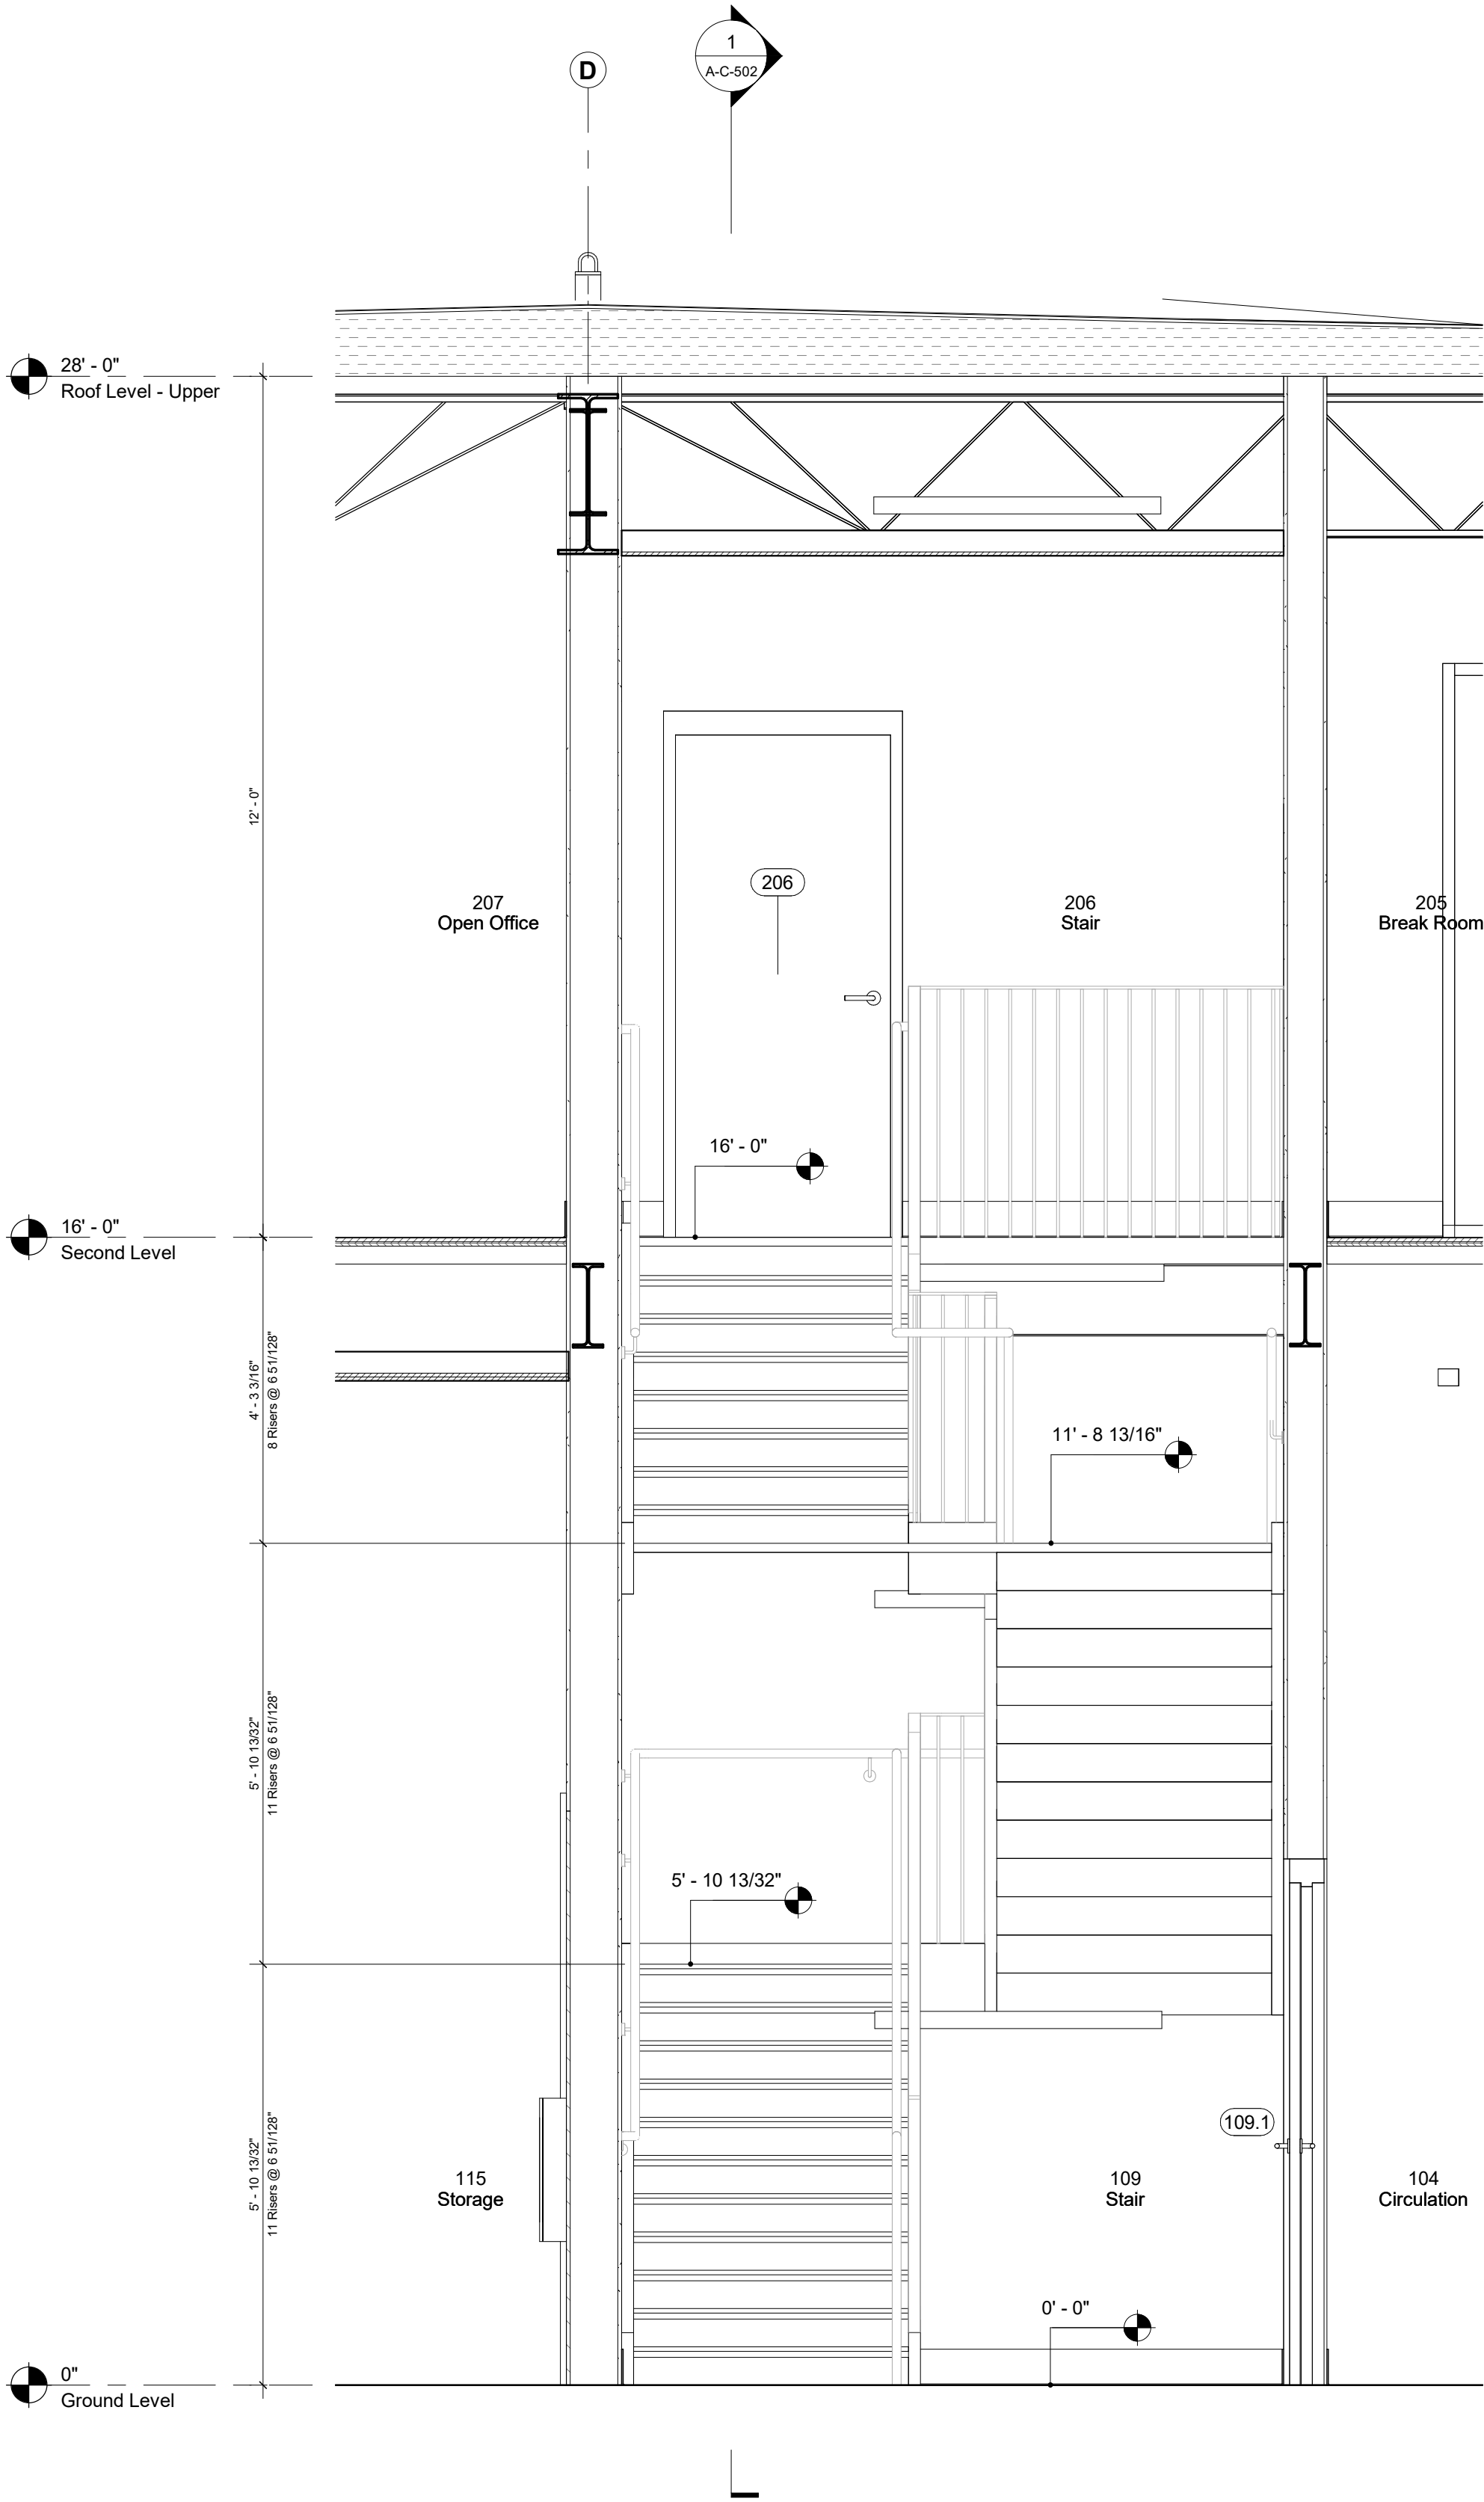 1
A-C-502
D
28' - 0"
Roof Level - Upper
12' - 0"
207
Open Office
206
206
Stair
205
Break Room
16' - 0"
16' - 0"
Second Level
4' - 3 3/16"
8 Risers @ 6 51/128"
11' - 8 13/16"
5' - 10 13/32"
11 Risers @ 6 51/128"
5' - 10 13/32"
109.1
5' - 10 13/32"
11 Risers @ 6 51/128"
115
Storage
109
Stair
104
Circulation
0' - 0"
0"
Ground Level